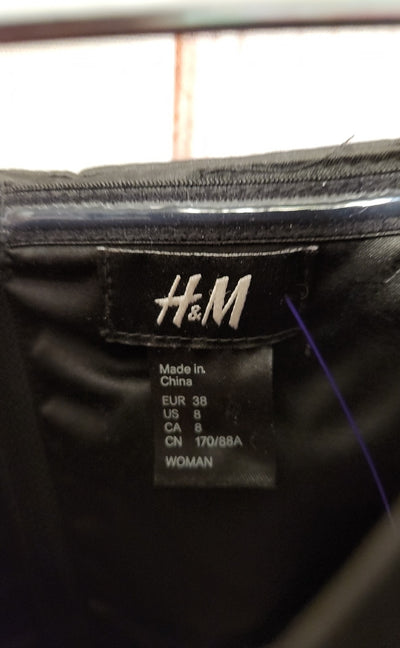 H&M
Made in
China
EUR 38
US 8
CA 8
CN 170/88A
WOMAN